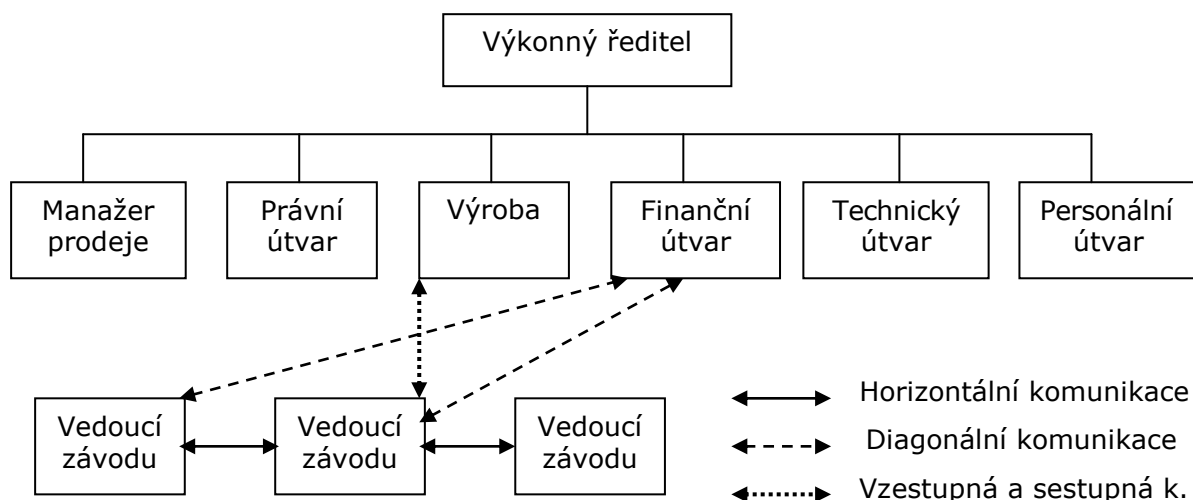 Výkonný ředitel
Manažer
prodeje
Právní
útvar
Výroba
Finanční
útvar
Technický
útvar
Personální
útvar
Vedoucí
závodu
Vedoucí
závodu
Vedoucí
závodu
Horizontální komunikace
Diagonální komunikace
Vzestupná a sestupná k.